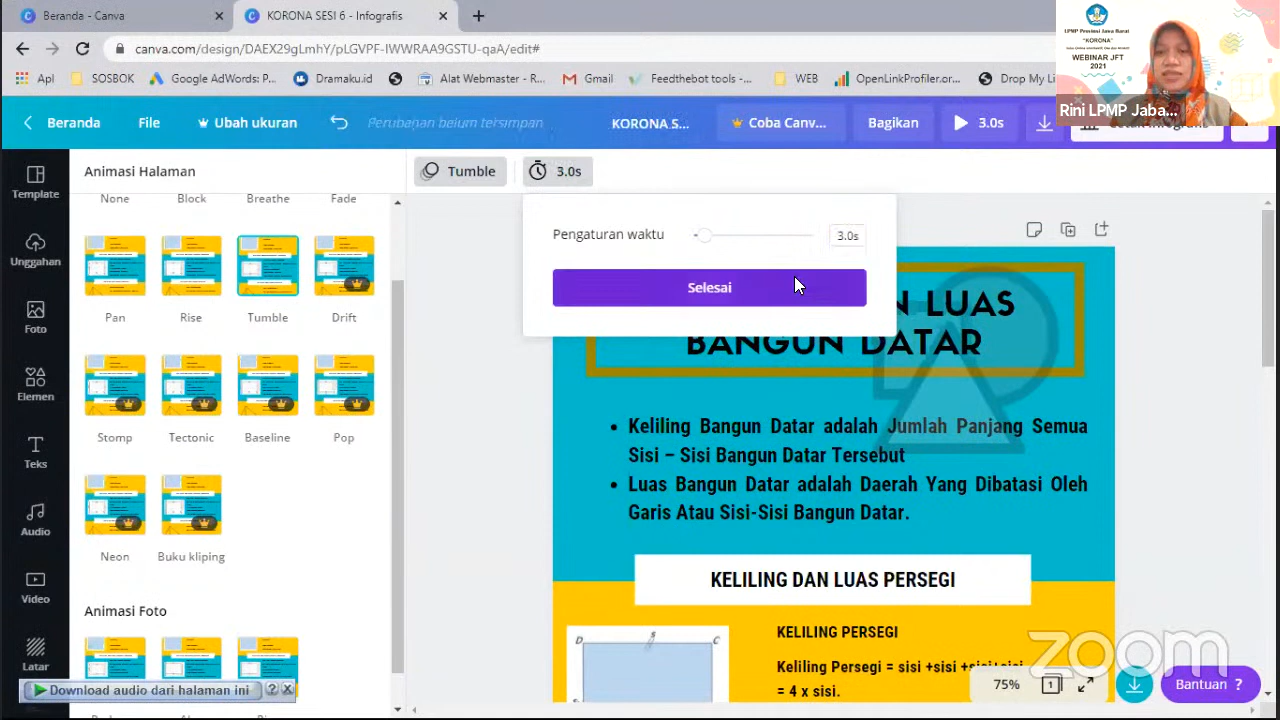 Beranda - Canva
KORONA SESI 6 - Infografis
canva.com/design/DAEX29gLmhY/pLGVPF-IWWRAA9GSTU-qaA/edit#
Apl
SOSBOK
Google AdWords P...
Dramaku.id
Alat Webmaster - R...
Gmail
Feedthebot tools -...
WEB
OpenLinkProfiler.or...
Drop My Lin
LPMP Provinsi Jawa Barat
"KORONA"
WEBINAR JFT
2021
Rini LPMP Jaba...
Beranda
File
Ubah ukuran
Perubahan belum tersimpan
KORONA S...
Coba Canv...
Bagikan
3.0s
Cetak Infografis
Template
Unggahan
Foto
Elemen
Teks
Audio
Video
Latar
Animasi Halaman
None
Block
Breathe
Fade
Pan
Rise
Tumble
Drift
Stomp
Tectonic
Baseline
Pop
Neon
Buku kliping
Animasi Foto
Download audio dari halaman ini
?
Tumble
3.0s
Pengaturan waktu
3.0s
Selesai
N LUAS
BANGUN DATAR
• Keliling Bangun Datar adalah Jumlah Panjang Semua
Sisi – Sisi Bangun Datar Tersebut
• Luas Bangun Datar adalah Daerah Yang Dibatasi Oleh
Garis Atau Sisi-Sisi Bangun Datar.
KELILING DAN LUAS PERSEGI
D
S
C
KELILING PERSEGI
Keliling Persegi = sisi +sisi +sisi+sisi
= 4 x sisi.
zoom
75%
1
Bantuan ?